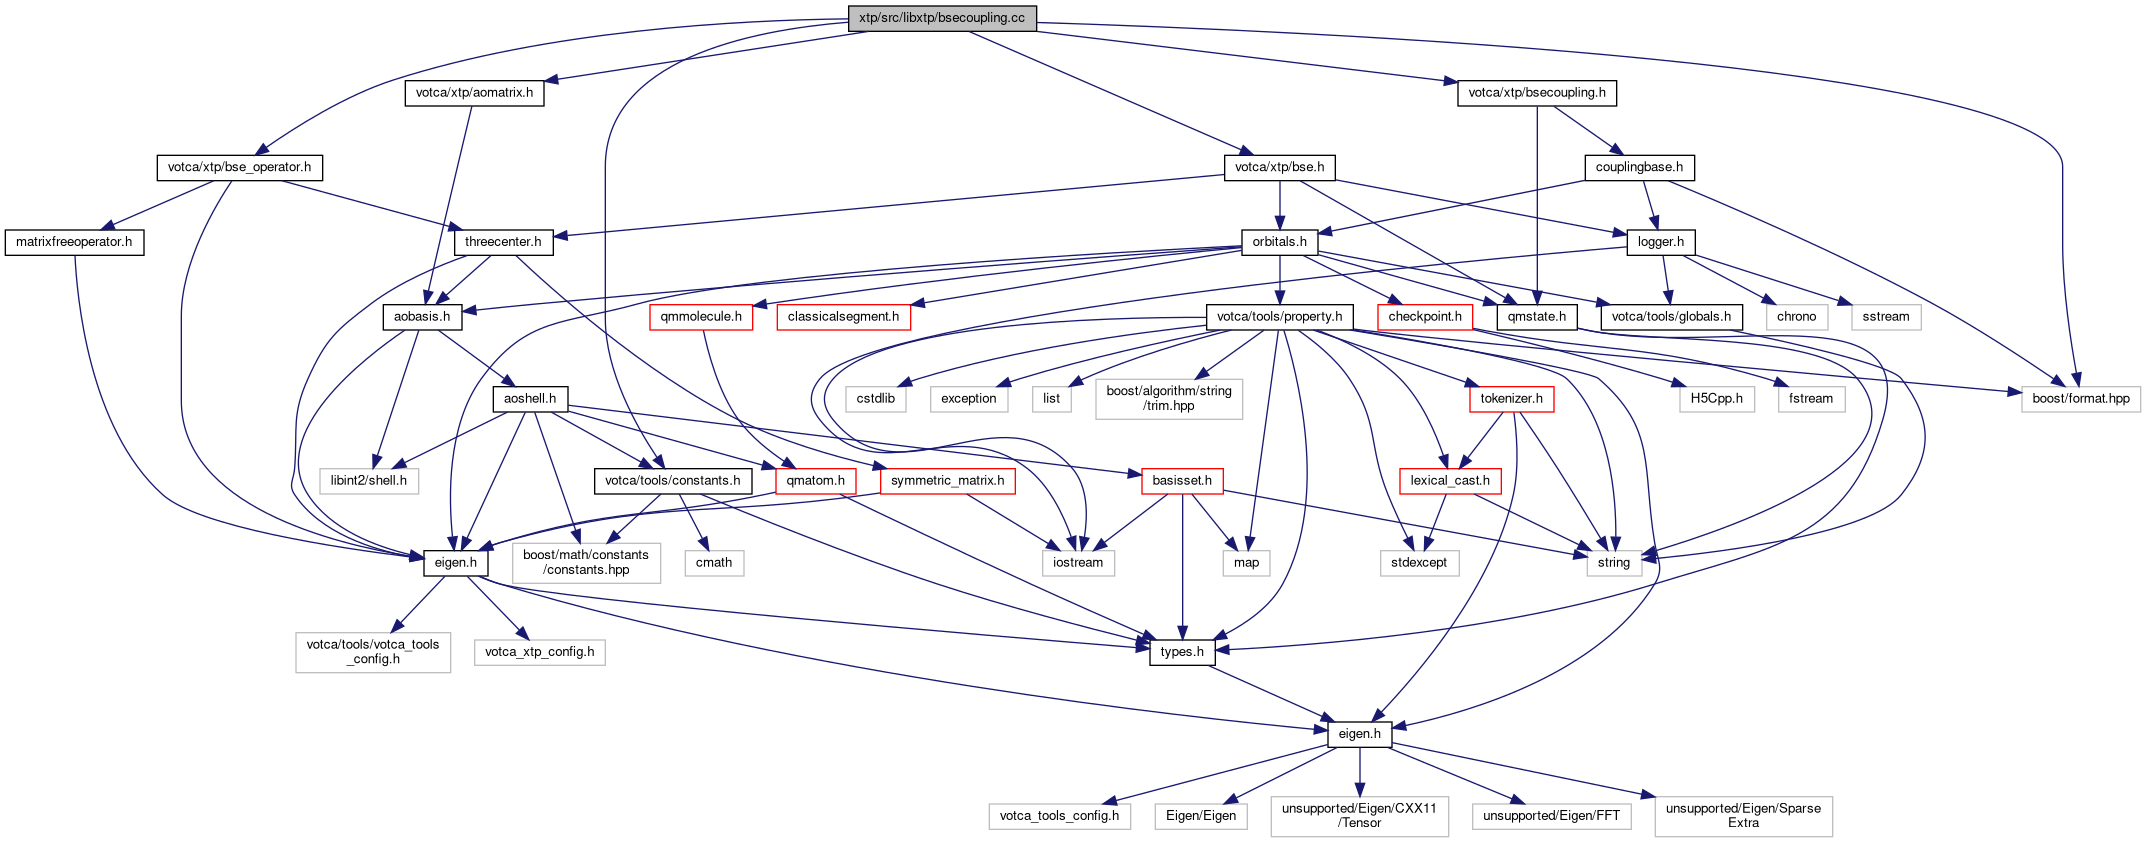 xtp/src/libxtp/bsecoupling.cc
votca/xtp/aomatrix.h
votca/xtp/bsecoupling.h
votca/xtp/bse_operator.h
votca/xtp/bse.h
couplingbase.h
matrixfreeoperator.h
threecenter.h
orbitals.h
logger.h
aobasis.h
qmmolecule.h
classicalsegment.h
votca/tools/property.h
checkpoint.h
qmstate.h
votca/tools/globals.h
chrono
sstream
aoshell.h
cstdlib
exception
list
boost/algorithm/string
/trim.hpp
tokenizer.h
H5Cpp.h
fstream
boost/format.hpp
libint2/shell.h
votca/tools/constants.h
qmatom.h
symmetric_matrix.h
basisset.h
lexical_cast.h
eigen.h
boost/math/constants
/constants.hpp
cmath
iostream
map
stdexcept
string
votca/tools/votca_tools
_config.h
votca_xtp_config.h
types.h
eigen.h
votca_tools_config.h
Eigen/Eigen
unsupported/Eigen/CXX11
/Tensor
unsupported/Eigen/FFT
unsupported/Eigen/Sparse
Extra